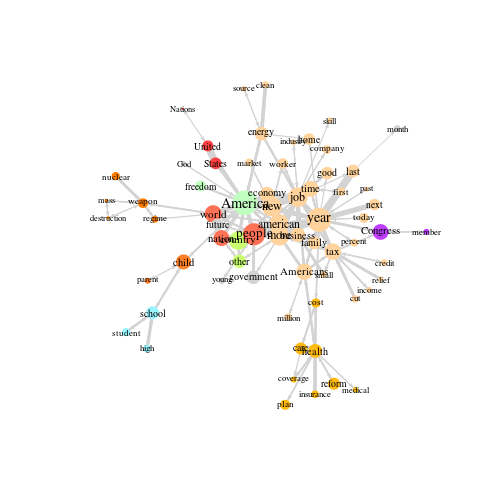 source clean
Nations
skill
energy
month
industry home
United
company
God States market worker
good last
nuclear
freedom
time first past
economy
job
mass weapon
America new
next
world
destruction regime
year today
future american
Congress member
people more business
nation country
family percent
tax
other
child
credit
Americans small
young government
parent
relief
income
cut
cost
school
million
student
high
care health
coverage
reform
insurance medical
plan